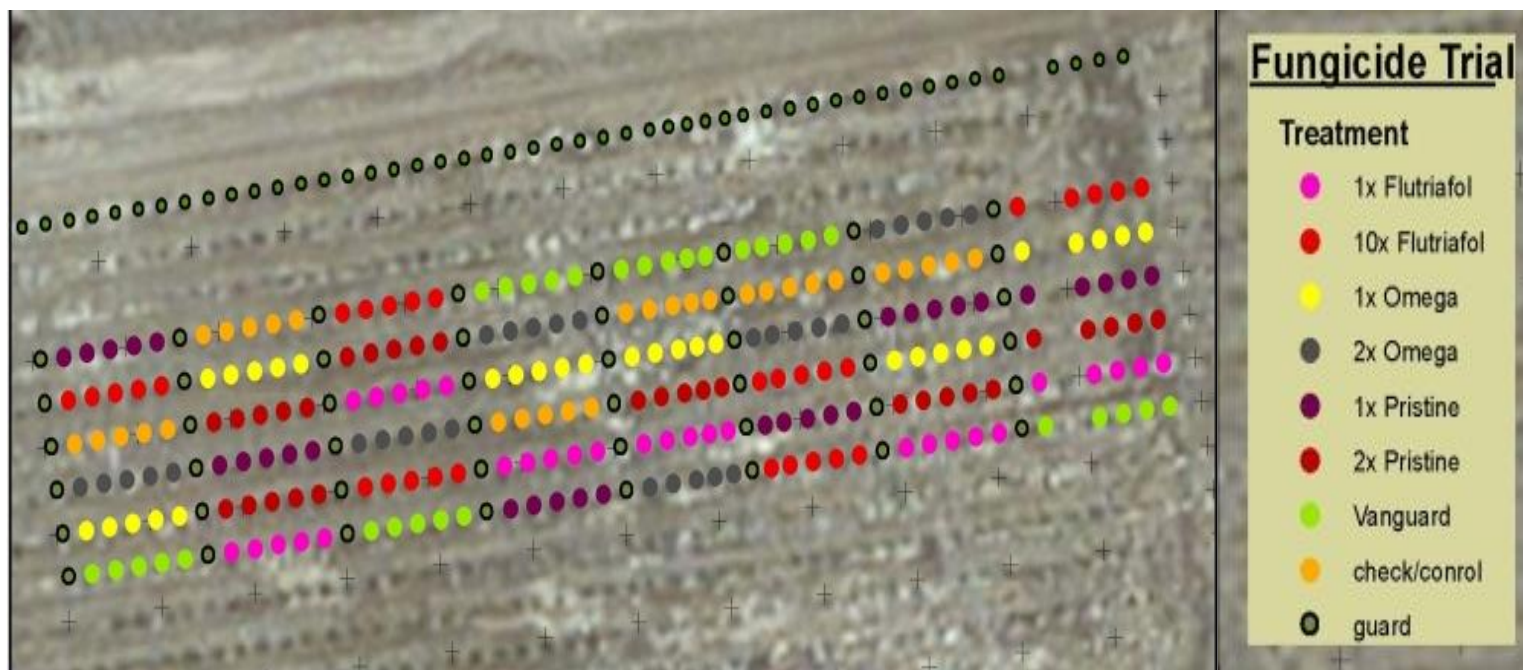 Fungicide Trial
Treatment
1x Flutriafol
10x Flutriafol
1x Omega
2x Omega
1x Pristine
2x Pristine
Vanguard
check/conrol
guard